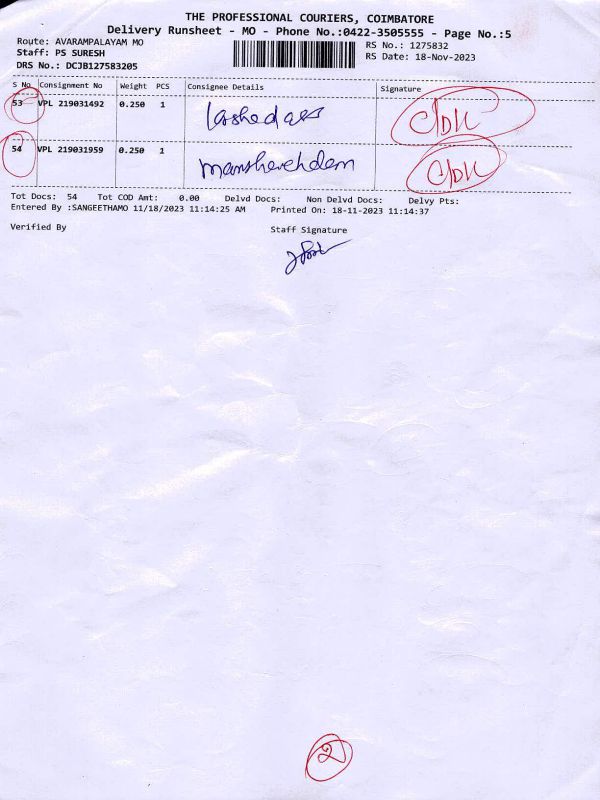 THE PROFESSIONAL COURIERS, COIMBATORE
Delivery Runsheet - MO - Phone No.:0422-3505555 - Page No.:5
Route: AVARAMPALAYAM MO
Staff: PS SURESH
DRS No.: DCJB127583205
RS No.: 1275832
RS Date: 18-Nov-2023
S No Consignment No Weight PCS Consignee Details Signature
53 VPL 219031492 0.250 1
54 VPL 219031959 0.250 1
Tot Docs: 54 Tot COD Amt: 0.00 Delvd Docs: Non Delvd Docs: Delvy Pts:
Entered By :SANGEETHAMO 11/18/2023 11:14:25 AM Printed On: 18-11-2023 11:14:37
Verified By Staff Signature
2